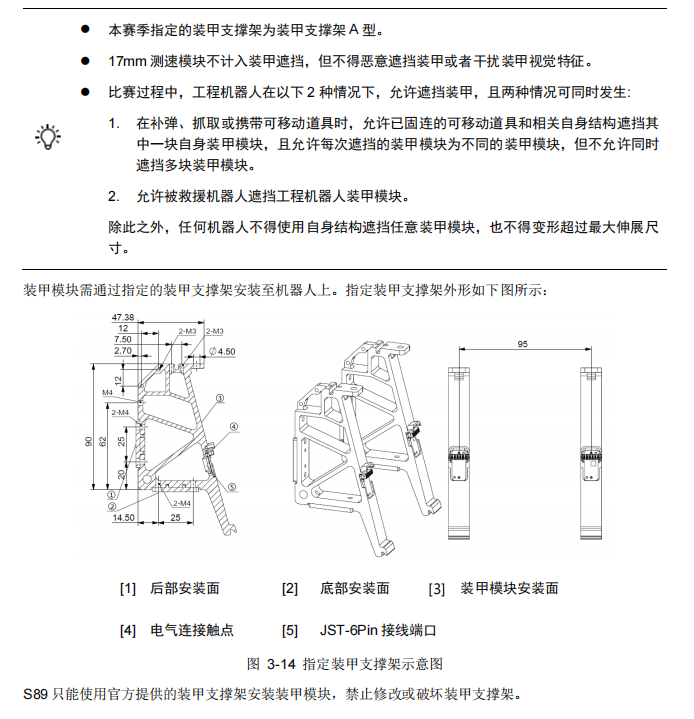 ● 本赛季指定的装甲支撑架为装甲支撑架 A 型。
● 17mm 测速模块不计入装甲遮挡，但不得恶意遮挡装甲或者干扰装甲视觉特征。
● 比赛过程中，工程机器人在以下 2 种情况下，允许遮挡装甲，且两种情况可同时发生：
1. 在补弹、抓取或携带可移动道具时，允许已固连的可移动道具和相关自身结构遮挡其
中一块自身装甲模块，且允许每次遮挡的装甲模块为不同的装甲模块，但不允许同时
遮挡多块装甲模块。
2. 允许被救援机器人遮挡工程机器人装甲模块。
除此之外，任何机器人不得使用自身结构遮挡任意装甲模块，也不得变形超过最大伸展尺
寸。
装甲模块需通过指定的装甲支撑架安装至机器人上。指定装甲支撑架外形如下图所示：
47.38
12
2-M3
2-M3
7.50
2.70
Ø 4.50
95
12
M4
③
2-M4
④
90
62
25
20
⑤
①
②
2-M4
14.50
25
[1] 后部安装面
[2] 底部安装面
[3] 装甲模块安装面
[4] 电气连接触点
[5] JST-6Pin 接线端口
图 3-14 指定装甲支撑架示意图
S89 只能使用官方提供的装甲支撑架安装装甲模块，禁止修改或破坏装甲支撑架。